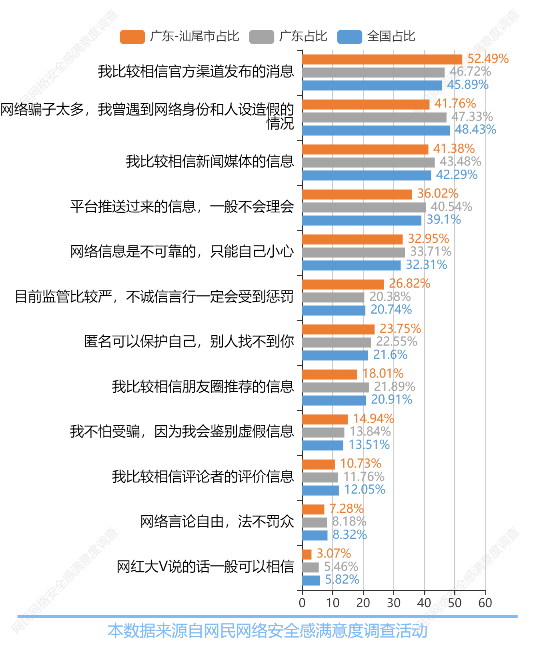 广东-汕尾市占比 广东占比 全国占比
我比较相信官方渠道发布的消息 52.49% 46.72% 45.89%
网络骗子太多，我曾遇到网络身份和人设造假的
情况 41.76% 47.33% 48.43%
我比较相信新闻媒体的信息 41.38% 43.48% 42.29%
平台推送过来的信息，一般不会理会 36.02% 40.54% 39.1%
网络信息是不可靠的，只能自己小心 32.95% 33.71% 32.31%
目前监管比较严，不诚信言行一定会受到惩罚 26.82% 20.38% 20.74%
匿名可以保护自己，别人找不到你 23.75% 22.55% 21.6%
我比较相信朋友圈推荐的信息 18.01% 21.89% 20.91%
我不怕受骗，因为我会鉴别虚假信息 14.94% 13.84% 13.51%
我比较相信评论者的评价信息 10.73% 11.76% 12.05%
网络言论自由，法不罚众 7.28% 8.18% 8.32%
网红大V说的话一般可以相信 3.07% 5.46% 5.82%
0 10 20 30 40 50 60
本数据来源自网民网络安全感满意度调查活动